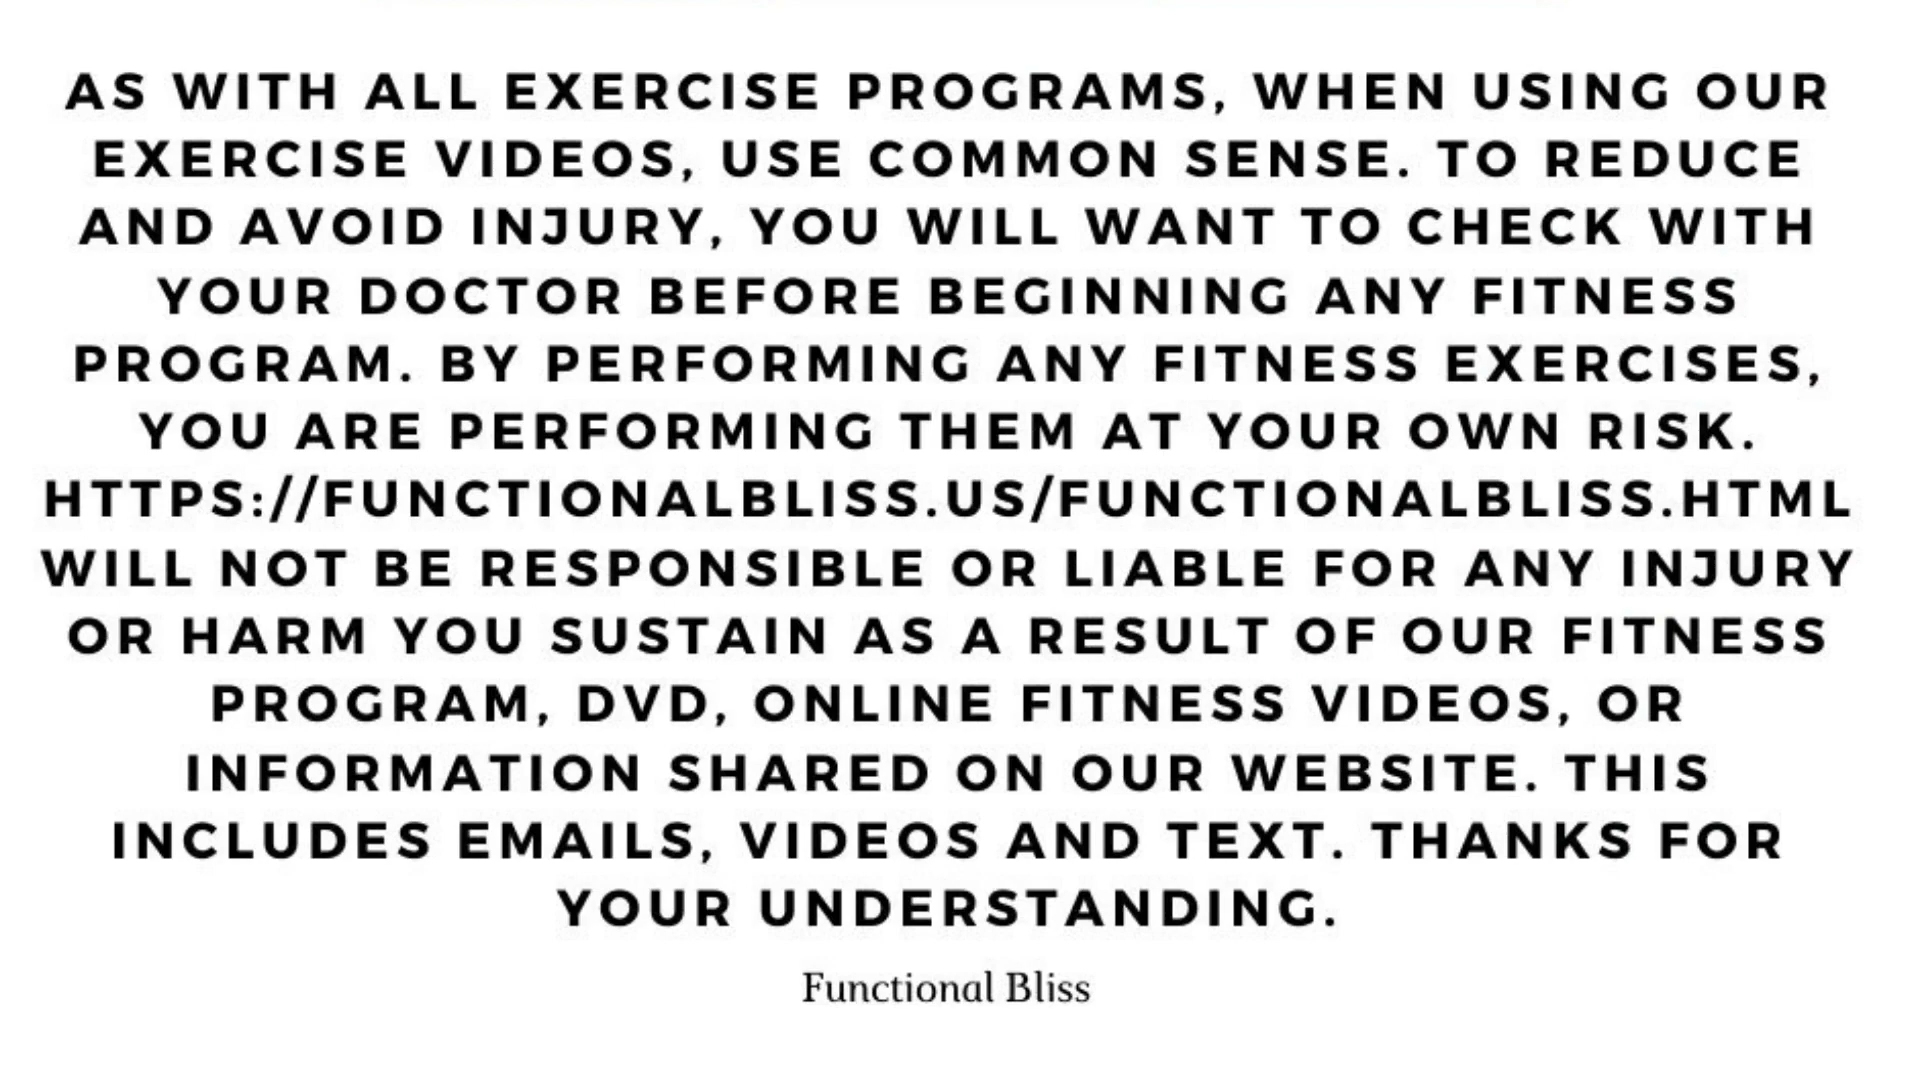 AS WITH ALL EXERCISE PROGRAMS, WHEN USING OUR
EXERCISE VIDEOS, USE COMMON SENSE. TO REDUCE
AND AVOID INJURY, YOU WILL WANT TO CHECK WITH
YOUR DOCTOR BEFORE BEGINNING ANY FITNESS
PROGRAM. BY PERFORMING ANY FITNESS EXERCISES,
YOU ARE PERFORMING THEM AT YOUR OWN RISK.
HTTPS://FUNCTIONALBLISS.US/FUNCTIONALBLISS.HTML
WILL NOT BE RESPONSIBLE OR LIABLE FOR ANY INJURY
OR HARM YOU SUSTAIN AS A RESULT OF OUR FITNESS
PROGRAM, DVD, ONLINE FITNESS VIDEOS, OR
INFORMATION SHARED ON OUR WEBSITE. THIS
INCLUDES EMAILS, VIDEOS AND TEXT. THANKS FOR
YOUR UNDERSTANDING.
Functional Bliss